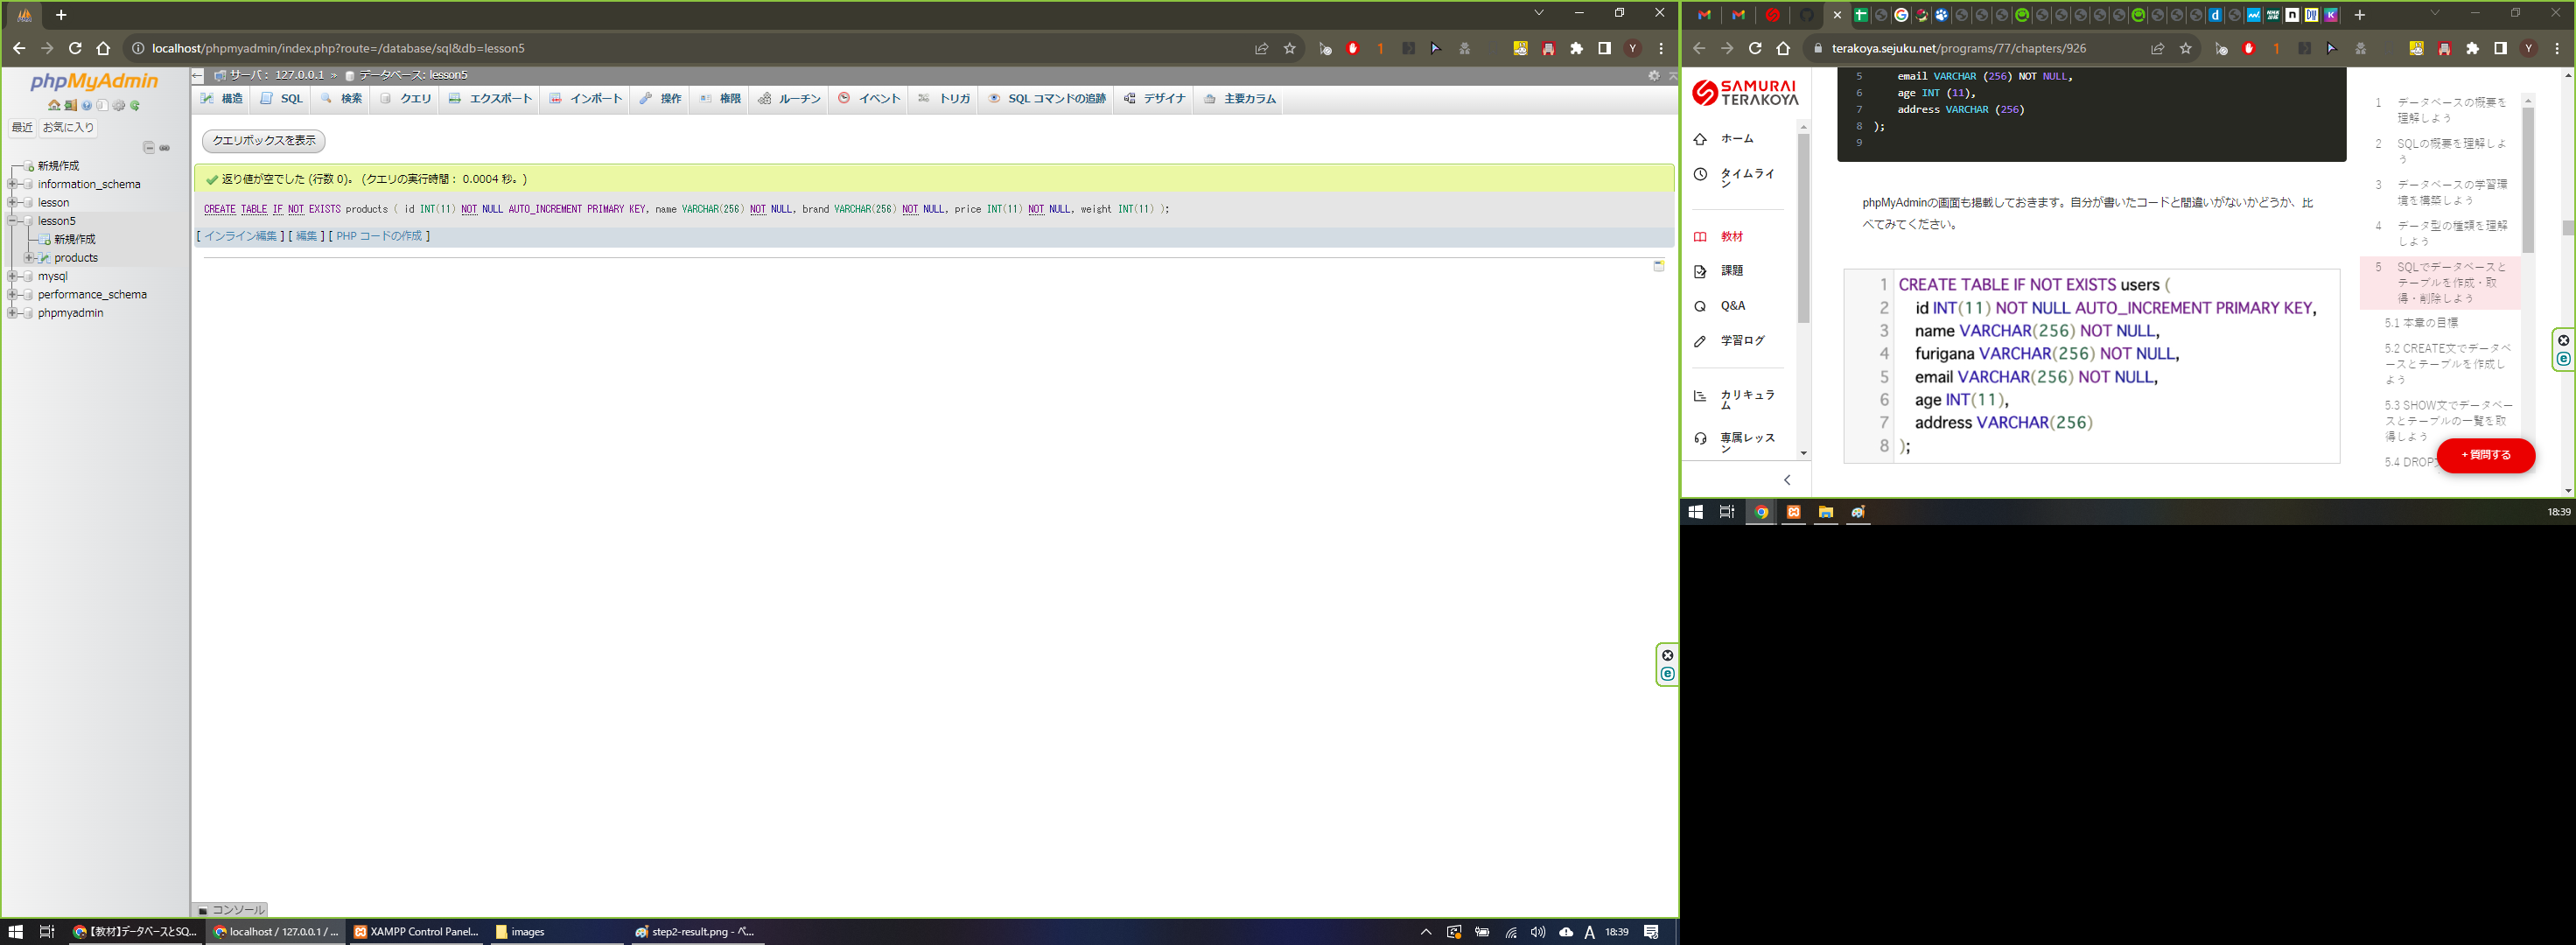 localhost/phpmyadmin/index.php?route=/database/sql&db=lesson5
phpMyAdmin
最近 お気に入り
新規作成
information_schema
lesson
lesson5
新規作成
products
mysql
performance_schema
phpmyadmin
サーバ: 127.0.0.1 » データベース: lesson5
構造 SQL 検索 クエリ エクスポート インポート 操作 権限 ルーチン イベント トリガ SQL コマンドの追跡 デザイナ 主要カラム
クエリボックスを表示
返り値が空でした (行数 0)。 (クエリの実行時間: 0.0004 秒。)
CREATE TABLE IF NOT EXISTS products ( id INT(11) NOT NULL AUTO_INCREMENT PRIMARY KEY, name VARCHAR(256) NOT NULL, brand VARCHAR(256) NOT NULL, price INT(11) NOT NULL, weight INT(11) );
[ インライン編集 ] [ 編集 ] [ PHP コードの作成 ]
コンソール
【教材】データベースとSQ...
localhost / 127.0.0.1 / ...
XAMPP Control Panel...
images
step2-result.png - ペ...
A 18:39
terakoya.sejuku.net/programs/77/chapters/926
SAMURAI
TERAKOYA
ホーム
タイムライ
ン
教材
課題
Q&A
学習ログ
カリキュラ
ム
専属レッス
ン
5 email VARCHAR (256) NOT NULL,
6 age INT (11),
7 address VARCHAR (256)
8 );
9
phpMyAdminの画面も掲載しておきます。自分が書いたコードと間違いがないかどうか、比
べてみてください。
1 CREATE TABLE IF NOT EXISTS users (
2 id INT(11) NOT NULL AUTO_INCREMENT PRIMARY KEY,
3 name VARCHAR(256) NOT NULL,
4 furigana VARCHAR(256) NOT NULL,
5 email VARCHAR(256) NOT NULL,
6 age INT(11),
7 address VARCHAR(256)
8 );
1 データベースの概要を
理解しよう
2 SQLの概要を理解しよ
う
3 データベースの学習環
境を構築しよう
4 データ型の種類を理解
しよう
5 SQLでデータベースと
テーブルを作成・取
得・削除しよう
5.1 本章の目標
5.2 CREATE文でデータベ
ースとテーブルを作成し
よう
5.3 SHOW文でデータベー
スとテーブルの一覧を取
得しよう
5.4 DROP
+ 質問する
18:39